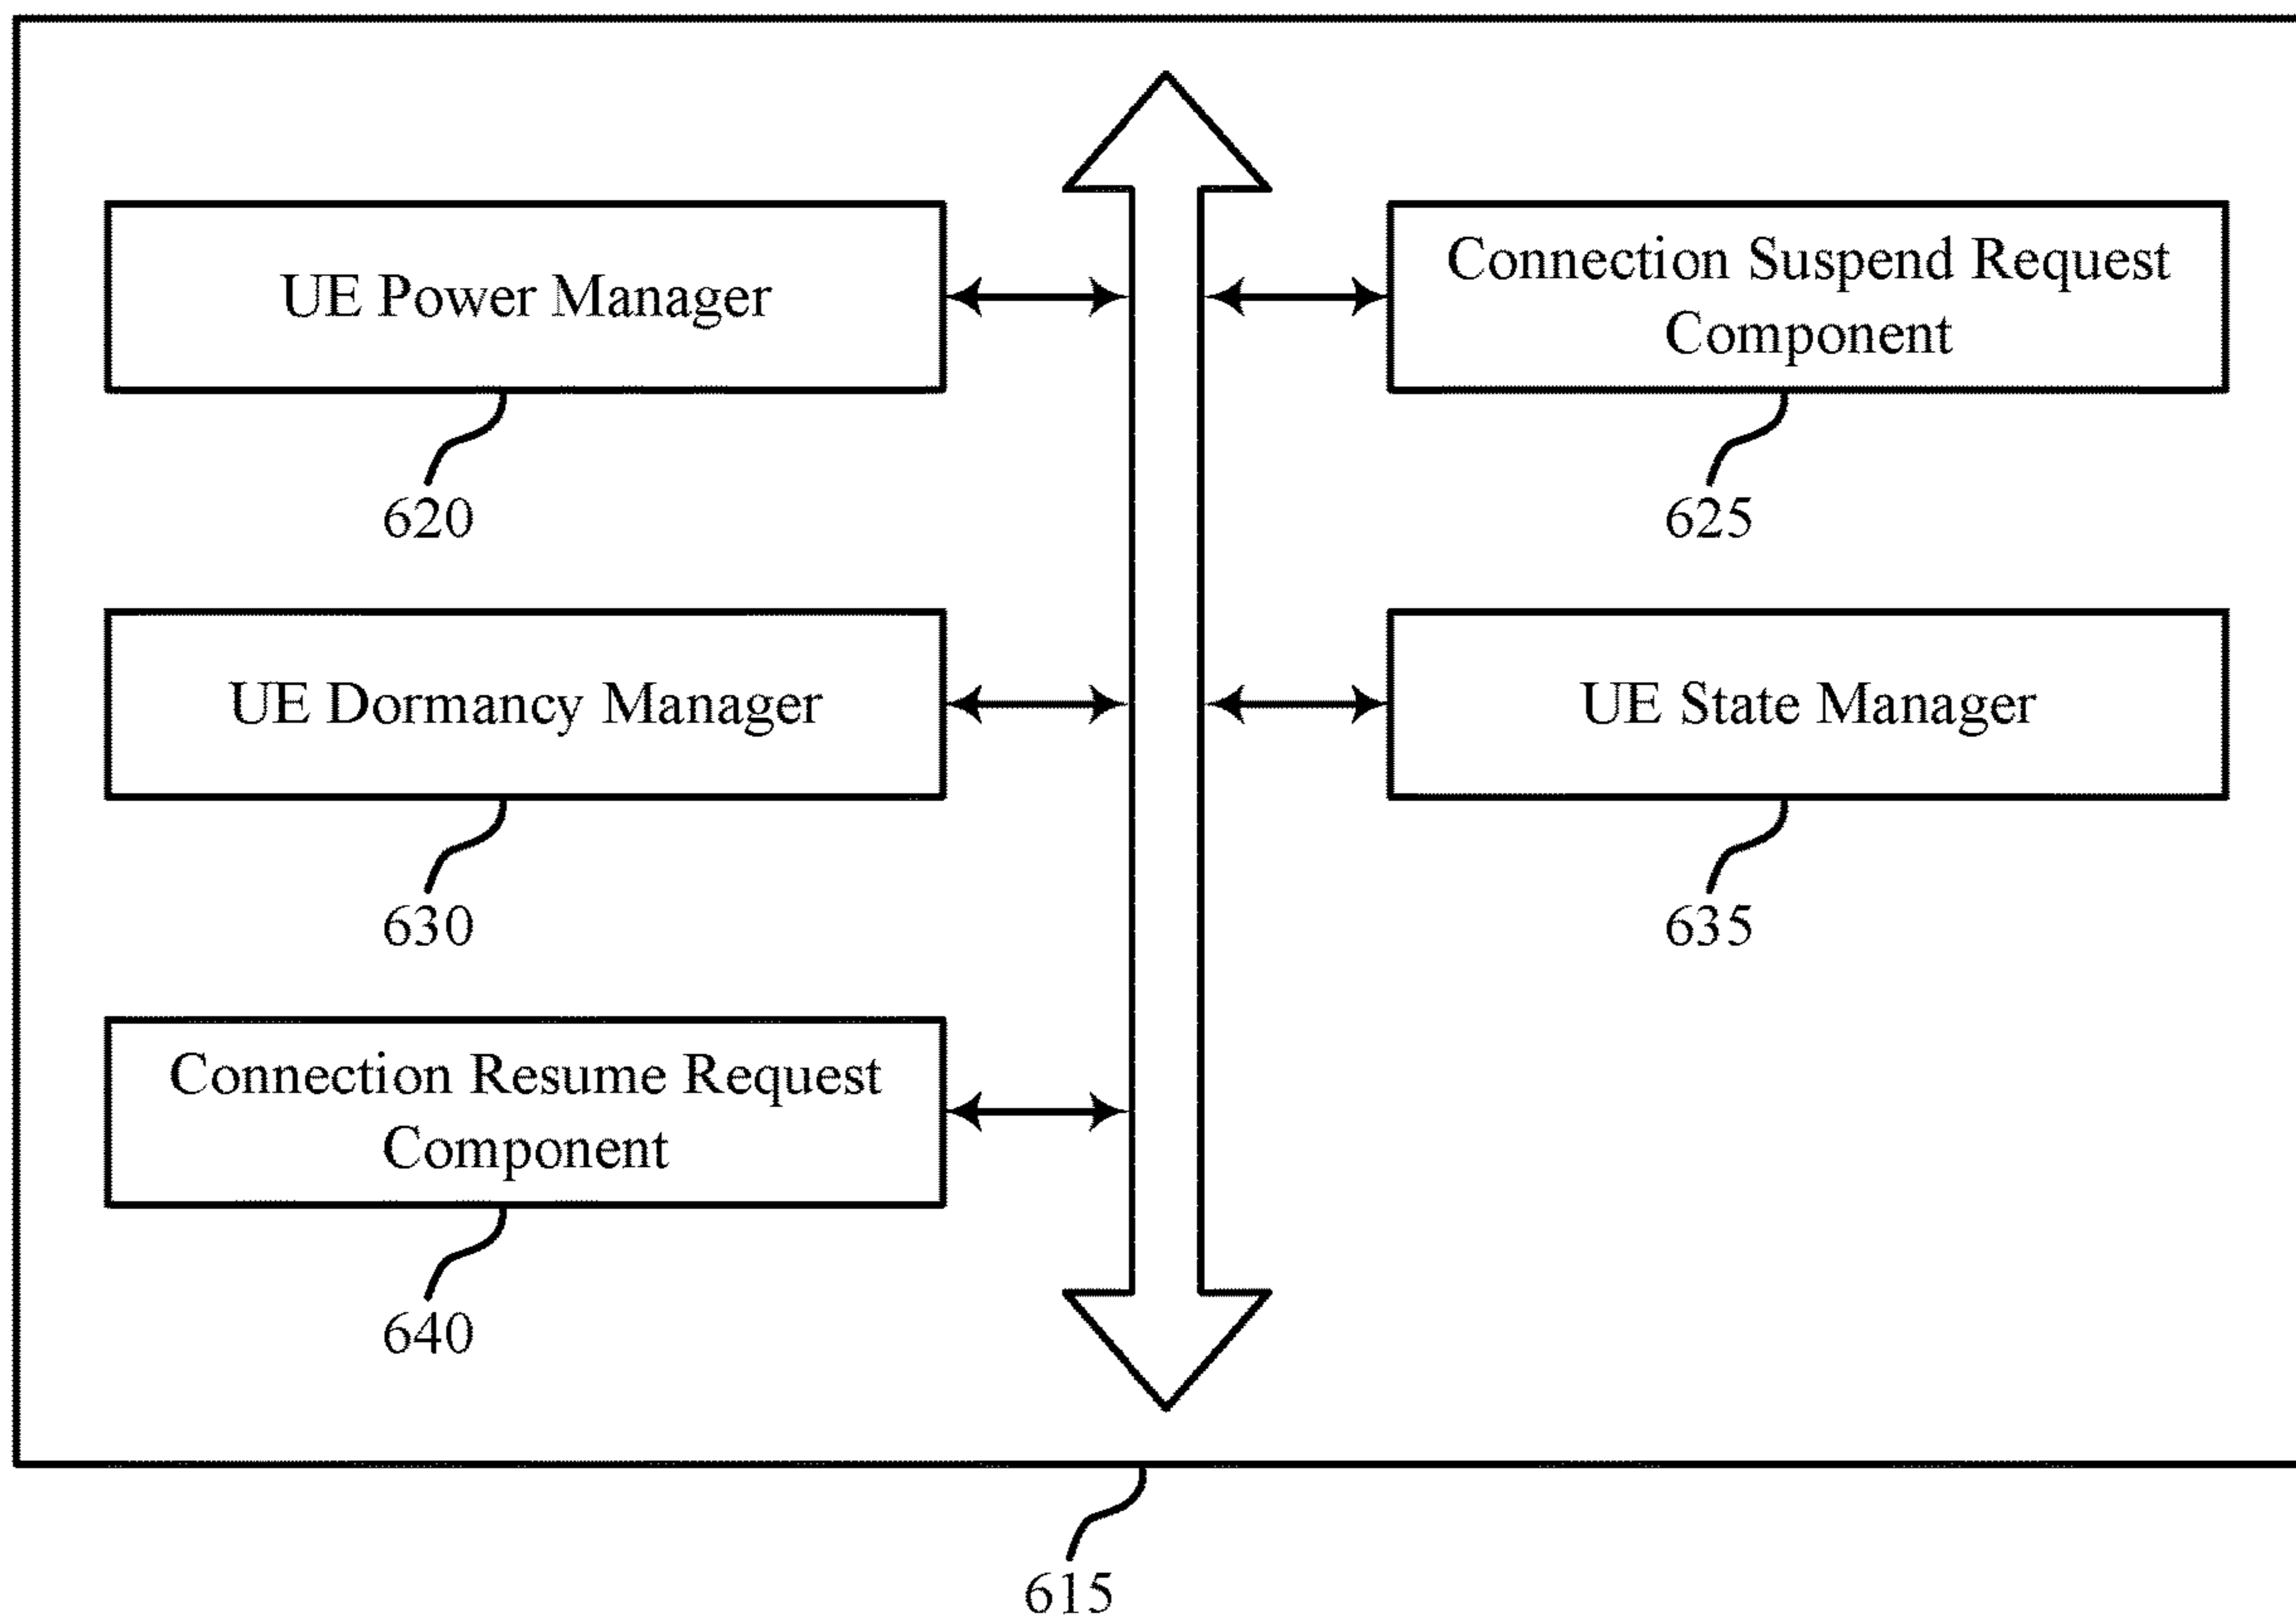 UE Power Manager
620
Connection Suspend Request
Component
625
UE Dormancy Manager
630
UE State Manager
635
Connection Resume Request
Component
640
615